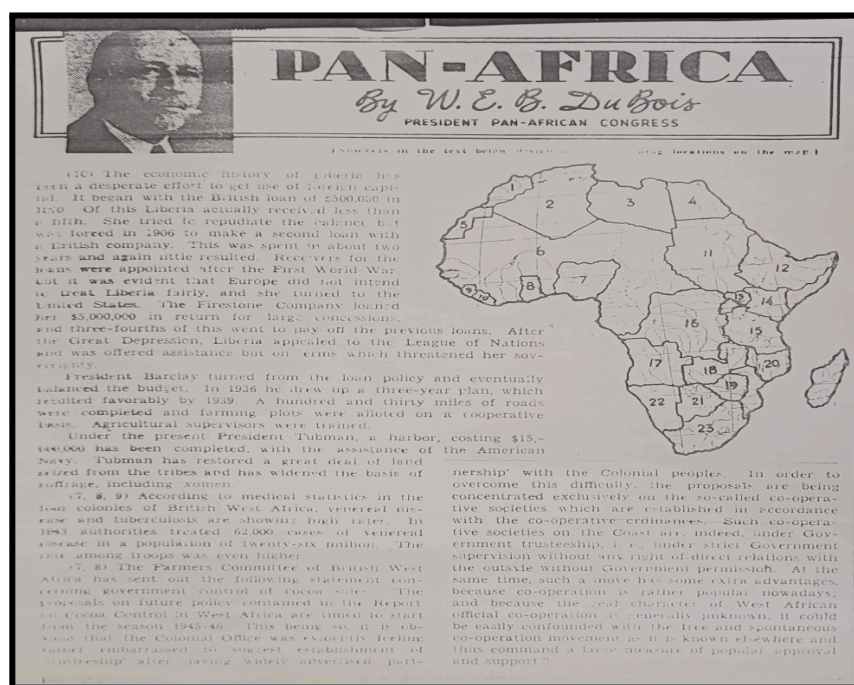 PAN-AFRICA
By W. E. B. Du Bois
PRESIDENT PAN-AFRICAN CONGRESS
in the text below locations on the map.]
(10) The economic history of Liberia has
been a desperate effort to get use of foreign capi-
tal. It began with the British loan of £500,000 in
Of this Liberia actually received less than
a fifth. She tried to repudiate the balance but
was forced in 1906 to make a second loan with
a British company. This was spent in about two
years and again little resulted. Receivers for the
loans were appointed after the First World War,
but it was evident that Europe did not intend
to treat Liberia fairly, and she turned to the
United States. The Firestone Company loaned
her $5,000,000 in return for large concessions,
and three-fourths of this went to pay off the previous loans. After
the Great Depression, Liberia appealed to the League of Nations
and was offered assistance but on terms which threatened her sov-
ereignty.
President Barclay turned from the loan policy and eventually
balanced the budget. In 1936 he drew up a three-year plan, which
resulted favorably by 1939. A hundred and thirty miles of roads
were completed and farming plots were alloted on a cooperative
basis. Agricultural supervisors were trained.
Under the present President Tubman, a harbor, costing $15,-
000,000 has been completed, with the assistance of the American
Navy. Tubman has restored a great deal of land
seized from the tribes and has widened the basis of
suffrage, including women.
(7, 8, 9) According to medical statistics in the
four colonies of British West Africa, venereal dis-
ease and tuberculosis are showing high rates. In
1943 authorities treated 62,000 cases of venereal
disease in a population of twenty-six million. The
rate among troops was even higher.
(7, 8) The Farmers Committee of British West
Africa has sent out the following statement con-
cerning government control of cocoa sales: "The
proposals on future policy contained in the Report
on Cocoa Control in West Africa are timed to start
from the season 1945-46. This being so it is ob-
vious that the Colonial Office was evidently feeling
rather embarrassed to suggest establishment of
'trusteeship' after having widely advertised 'part-
nership' with the Colonial peoples. In order to
overcome this difficulty, the proposals are being
concentrated exclusively on the so-called co-opera-
tive societies which are established in accordance
with the co-operative ordinances. Such co-opera-
tive societies on the Coast are, indeed, under Gov-
ernment trusteeship, i. e., under strict Government
supervision without any right of direct relations with
the outside without Government permission. At the
same time, such a move has some extra advantages,
because co-operation is rather popular nowadays;
and because the real character of West African
official co-operation is generally unknown, it could
be easily confounded with the free and spontaneous
co-operation movement as it is known elsewhere and
thus command a large measure of popular approval
and support."
1
2
3
4
5
6
7
8
9
10
11
12
13
14
15
16
17
18
19
20
21
22
23